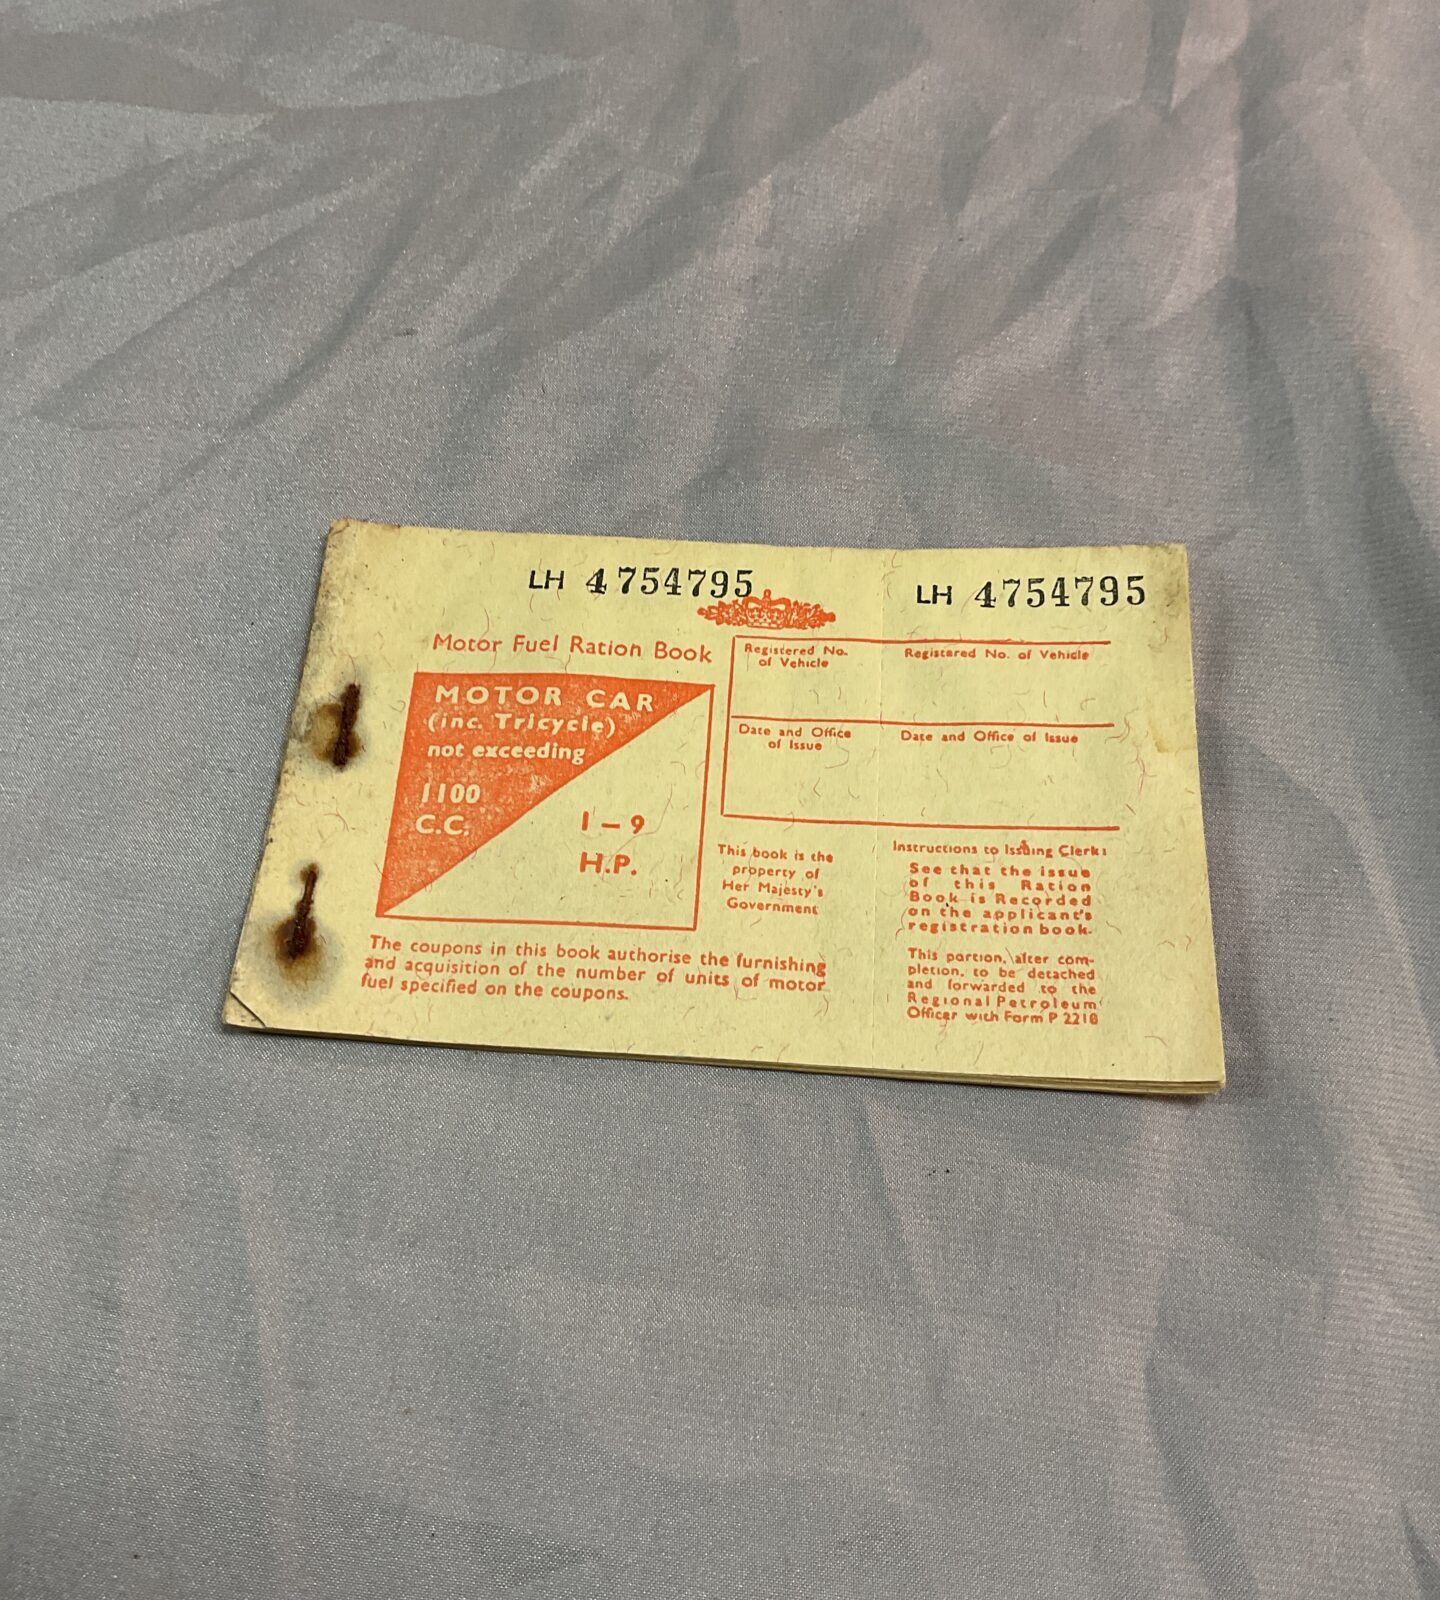 LH 4754795
LH 4754795
Motor Fuel Ration Book
MOTOR CAR
(inc. Tricycle)
not exceeding
1100
C.C.
1 – 9
H.P.
Registered No.
of Vehicle
Registered No. of Vehicle
Date and Office
of Issue
Date and Office of Issue
This book is the
property of
Her Majesty's
Government
The coupons in this book authorise the furnishing
and acquisition of the number of units of motor
fuel specified on the coupons.
Instructions to Issuing Clerk:
See that the issue
of this Ration
Book is Recorded
on the applicant's
registration book.
This portion, after com-
pletion, to be detached
and forwarded to the
Regional Petroleum
Officer with Form P 2218